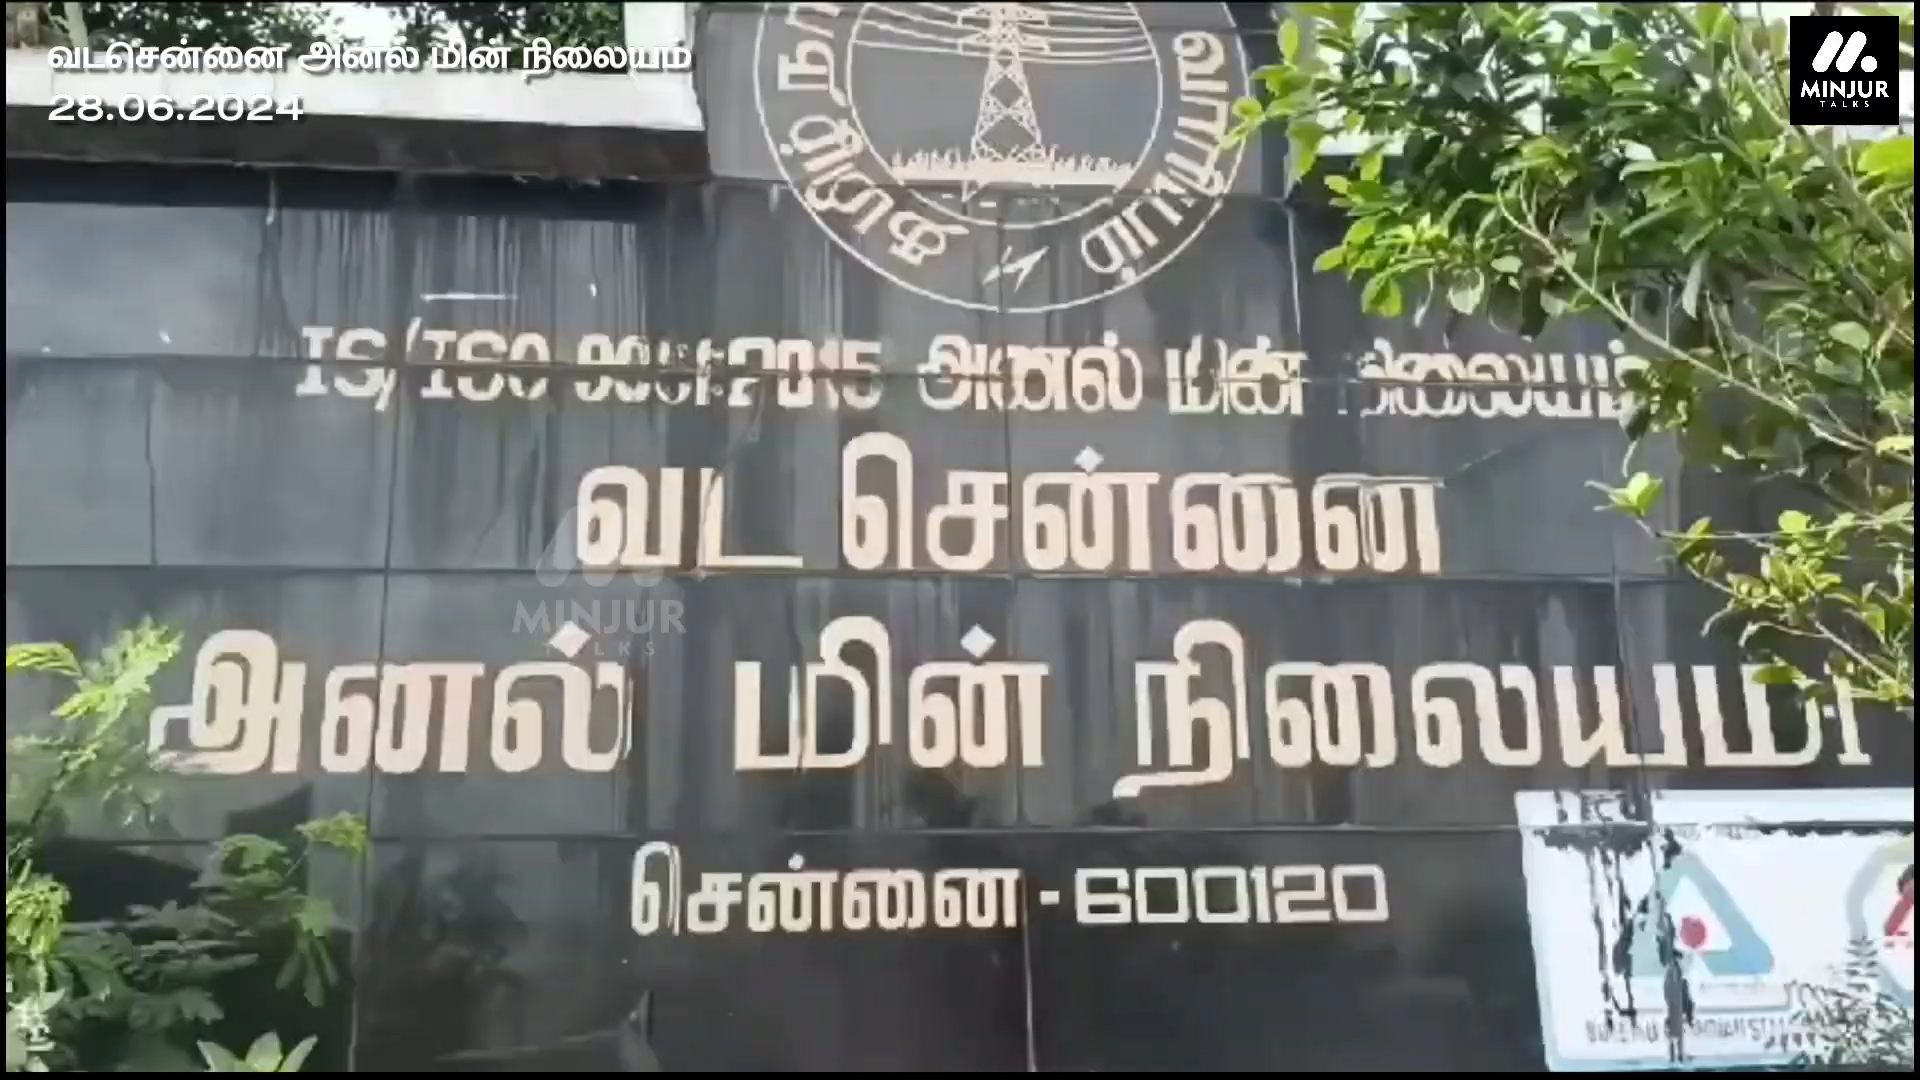 வடசென்னை அனல் மின் நிலையம்
28.06.2024
MINJUR
TALKS
வாரியம்
IS/ISO 9001:2015 அனல் மின் நிலையம்
வட சென்னை
MINJUR
TALKS
அனல் மின் நிலையம்
சென்னை - 600120